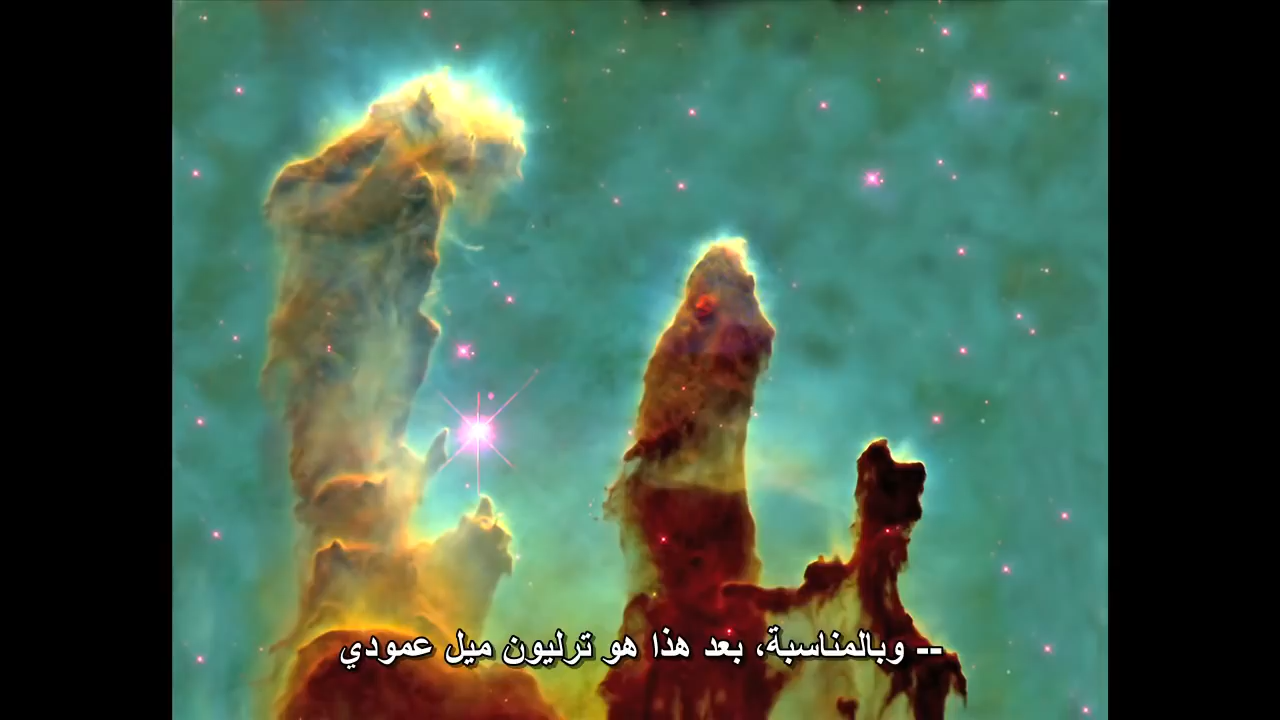 -- وبالمناسبة، بعد هذا هو ترليون ميل عمودي